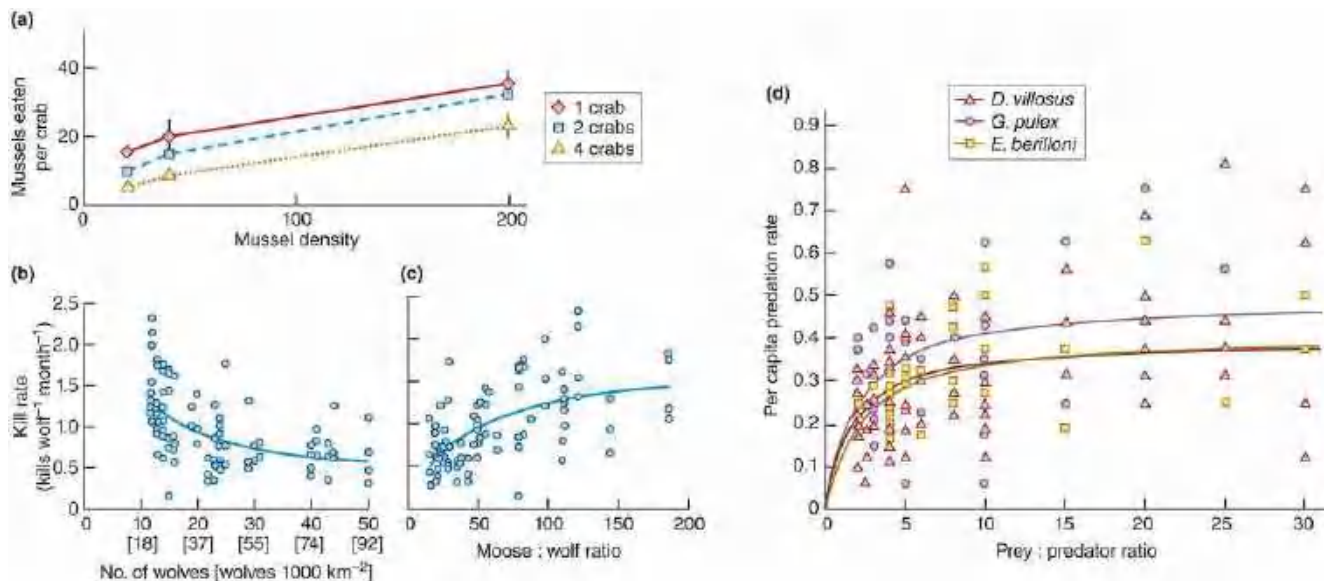 (a)
40
20
0
Mussels eaten
per crab
0
100
200
Mussel density
1 crab
2 crabs
4 crabs
(b)
2.5
2.0
1.5
1.0
0.5
0
Kill rate
(kills wolf⁻¹ month⁻¹)
0 10 20 30 40 50
[18] [37] [55] [74] [92]
No. of wolves [wolves 1000 km⁻²]
(c)
0 50 100 150 200
Moose : wolf ratio
(d)
D. villosus
G. pulex
E. berilloni
0.9
0.8
0.7
0.6
0.5
0.4
0.3
0.2
0.1
0
Per capita predation rate
0 5 10 15 20 25 30
Prey : predator ratio